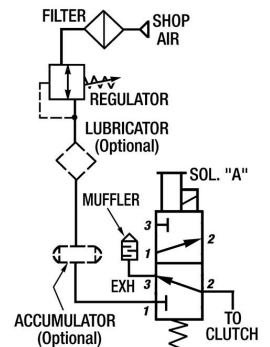 FILTER
SHOP
AIR
REGULATOR
LUBRICATOR
(Optional)
SOL. "A"
MUFFLER
3
2
1
EXH
3
2
1
TO
CLUTCH
ACCUMULATOR
(Optional)